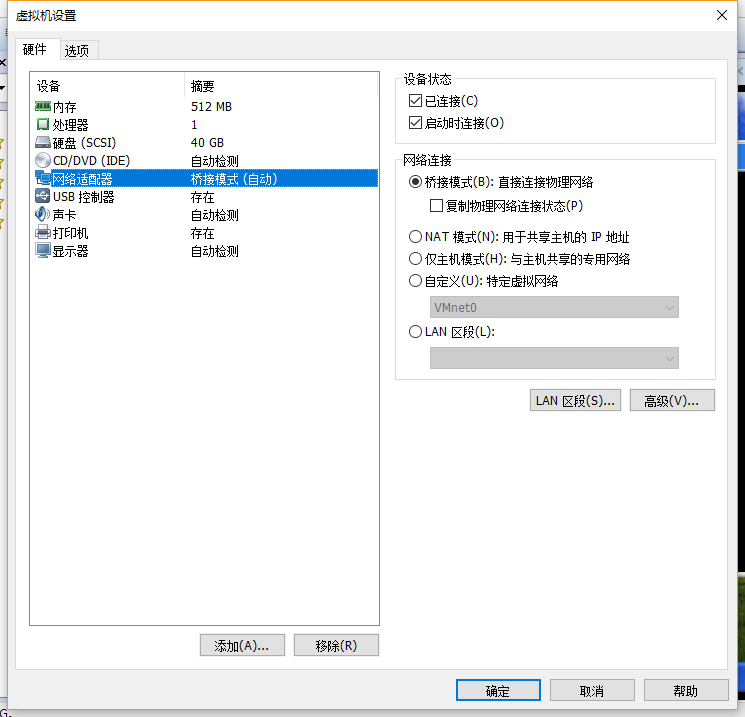 虚拟机设置
硬件 选项
设备 摘要
内存 512 MB
处理器 1
硬盘 (SCSI) 40 GB
CD/DVD (IDE) 自动检测
网络适配器 桥接模式 (自动)
USB 控制器 存在
声卡 自动检测
打印机 存在
显示器 自动检测
添加(A)... 移除(R)
设备状态
已连接(C)
启动时连接(O)
网络连接
桥接模式(B): 直接连接物理网络
复制物理网络连接状态(P)
NAT 模式(N): 用于共享主机的 IP 地址
仅主机模式(H): 与主机共享的专用网络
自定义(U): 特定虚拟网络
VMnet0
LAN 区段(L):
LAN 区段(S)... 高级(V)...
确定 取消 帮助